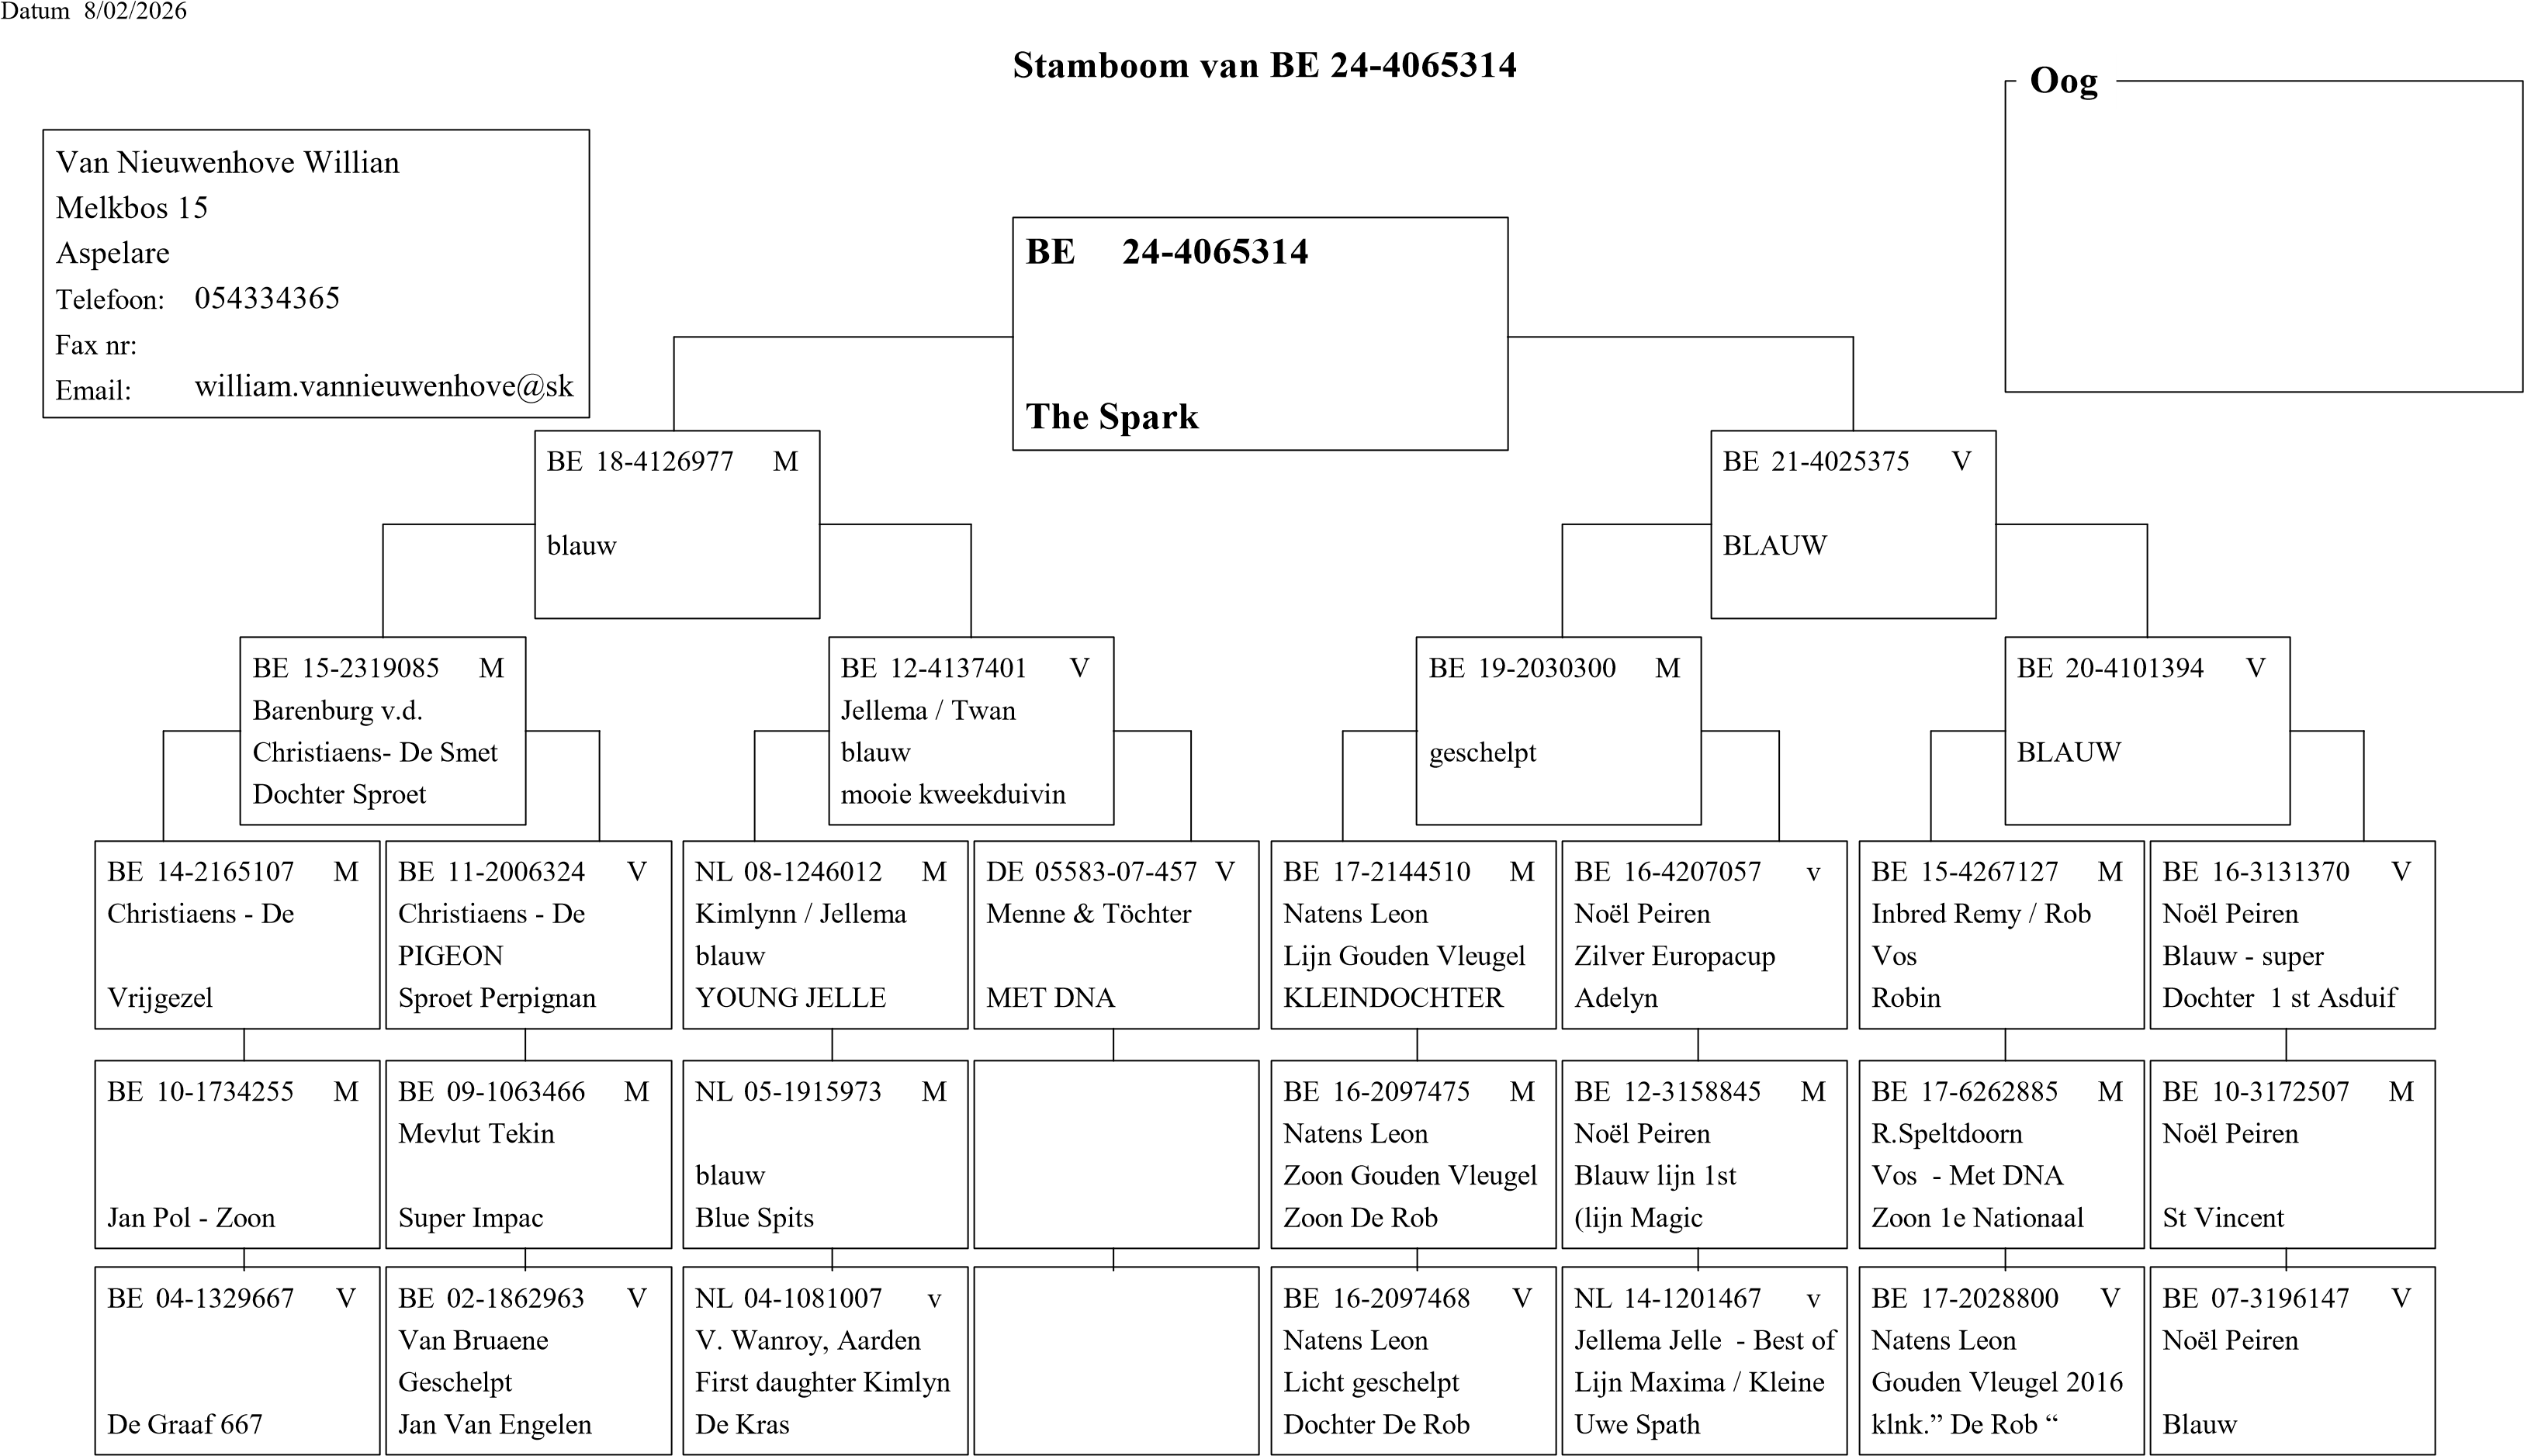 Datum 8/02/2026
Stamboom van BE 24-4065314
Oog
Van Nieuwenhove Willian
Melkbos 15
Aspelare
Telefoon: 054334365
Fax nr:
Email: william.vannieuwenhove@sk
BE 24-4065314
The Spark
BE 18-4126977 M
blauw
BE 21-4025375 V
BLAUW
BE 15-2319085 M
Barenburg v.d.
Christiaens- De Smet
Dochter Sproet
BE 12-4137401 V
Jellema / Twan
blauw
mooie kweekduivin
BE 19-2030300 M
geschelpt
BE 20-4101394 V
BLAUW
BE 14-2165107 M
Christiaens - De
Vrijgezel
BE 11-2006324 V
Christiaens - De
PIGEON
Sproet Perpignan
NL 08-1246012 M
Kimlynn / Jellema
blauw
YOUNG JELLE
DE 05583-07-457 V
Menne & Töchter
MET DNA
BE 17-2144510 M
Natens Leon
Lijn Gouden Vleugel
KLEINDOCHTER
BE 16-4207057 v
Noël Peiren
Zilver Europacup
Adelyn
BE 15-4267127 M
Inbred Remy / Rob
Vos
Robin
BE 16-3131370 V
Noël Peiren
Blauw - super
Dochter 1 st Asduif
BE 10-1734255 M
Jan Pol - Zoon
BE 09-1063466 M
Mevlut Tekin
Super Impac
NL 05-1915973 M
blauw
Blue Spits
BE 16-2097475 M
Natens Leon
Zoon Gouden Vleugel
Zoon De Rob
BE 12-3158845 M
Noël Peiren
Blauw lijn 1st
(lijn Magic
BE 17-6262885 M
R.Speltdoorn
Vos - Met DNA
Zoon 1e Nationaal
BE 10-3172507 M
Noël Peiren
St Vincent
BE 04-1329667 V
De Graaf 667
BE 02-1862963 V
Van Bruaene
Geschelpt
Jan Van Engelen
NL 04-1081007 v
V. Wanroy, Aarden
First daughter Kimlyn
De Kras
BE 16-2097468 V
Natens Leon
Licht geschelpt
Dochter De Rob
NL 14-1201467 v
Jellema Jelle - Best of
Lijn Maxima / Kleine
Uwe Spath
BE 17-2028800 V
Natens Leon
Gouden Vleugel 2016
klnk.” De Rob “
BE 07-3196147 V
Noël Peiren
Blauw